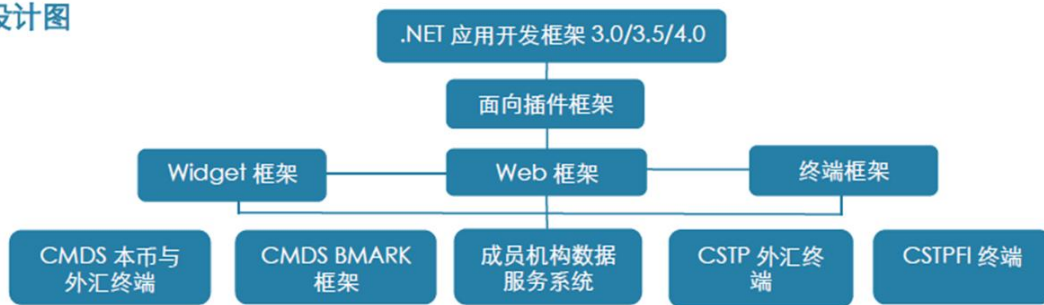 设计图
.NET 应用开发框架 3.0/3.5/4.0
面向插件框架
Widget 框架
Web 框架
终端框架
CMDS 本币与
外汇终端
CMDS BMARK
框架
成员机构数据
服务系统
CSTP 外汇终
端
CSTPFI 终端